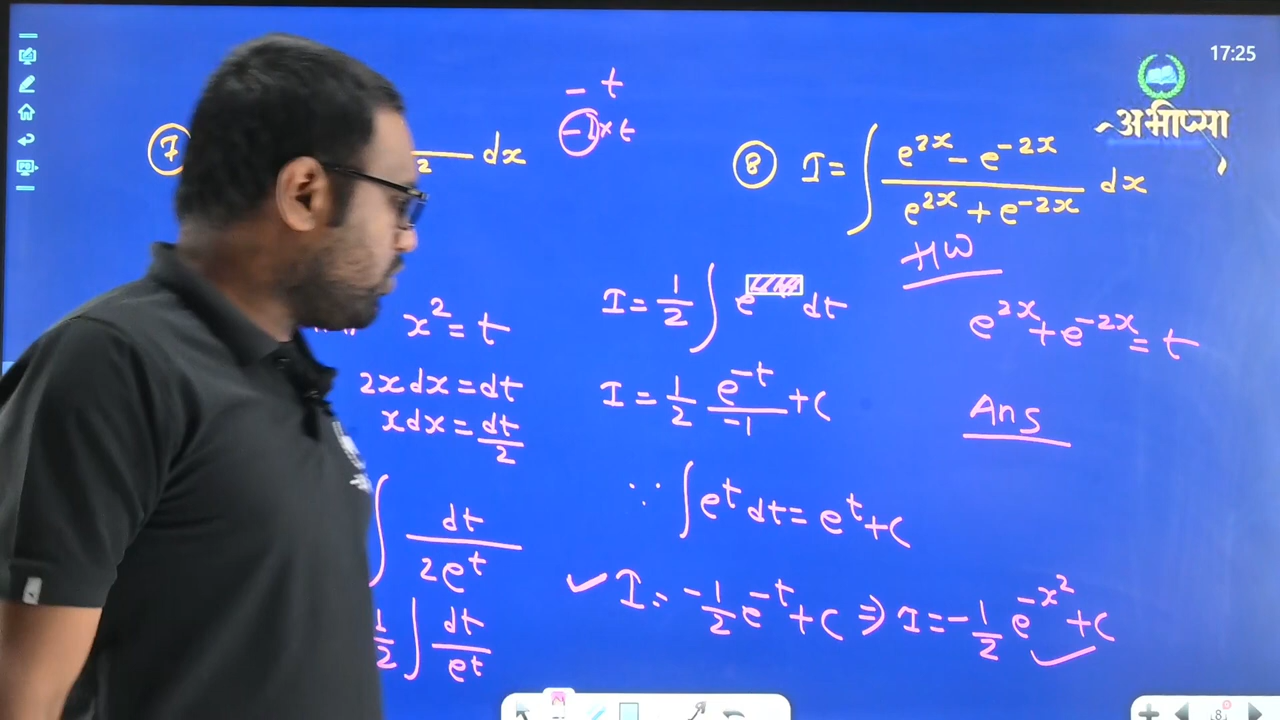 17:25
अभीप्सा
- t
-1 × t
7
2 dx
8 I = ∫ (e^{2x} - e^{-2x}) / (e^{2x} + e^{-2x}) dx
HW
x² = t
2x dx = dt
x dx = dt/2
∫ dt / 2e^t
1/2 ∫ dt / e^t
I = 1/2 ∫ e dt
I = 1/2 e^{-t} / -1 + C
∵ ∫ e^t dt = e^t + C
✓ I = -1/2 e^{-t} + C ⇒ I = -1/2 e^{-x²} + C
e^{2x} + e^{-2x} = t
Ans
8